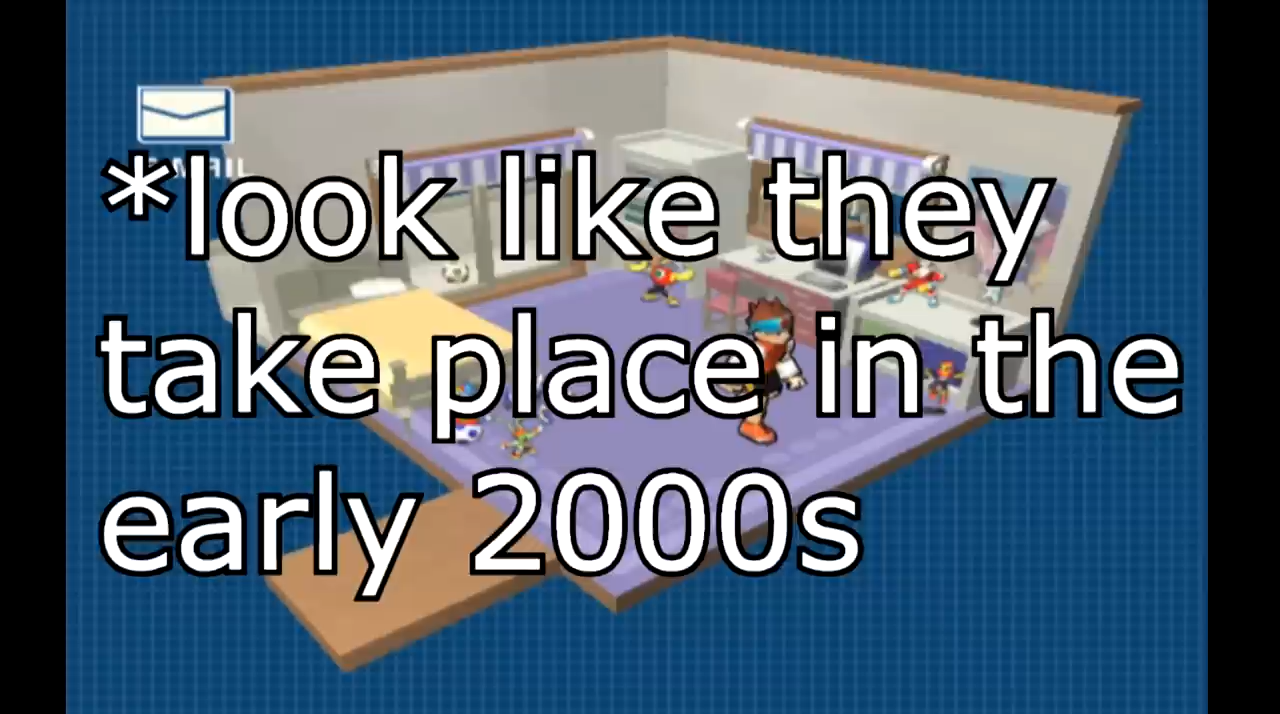 *look like they
take place in the
early 2000s